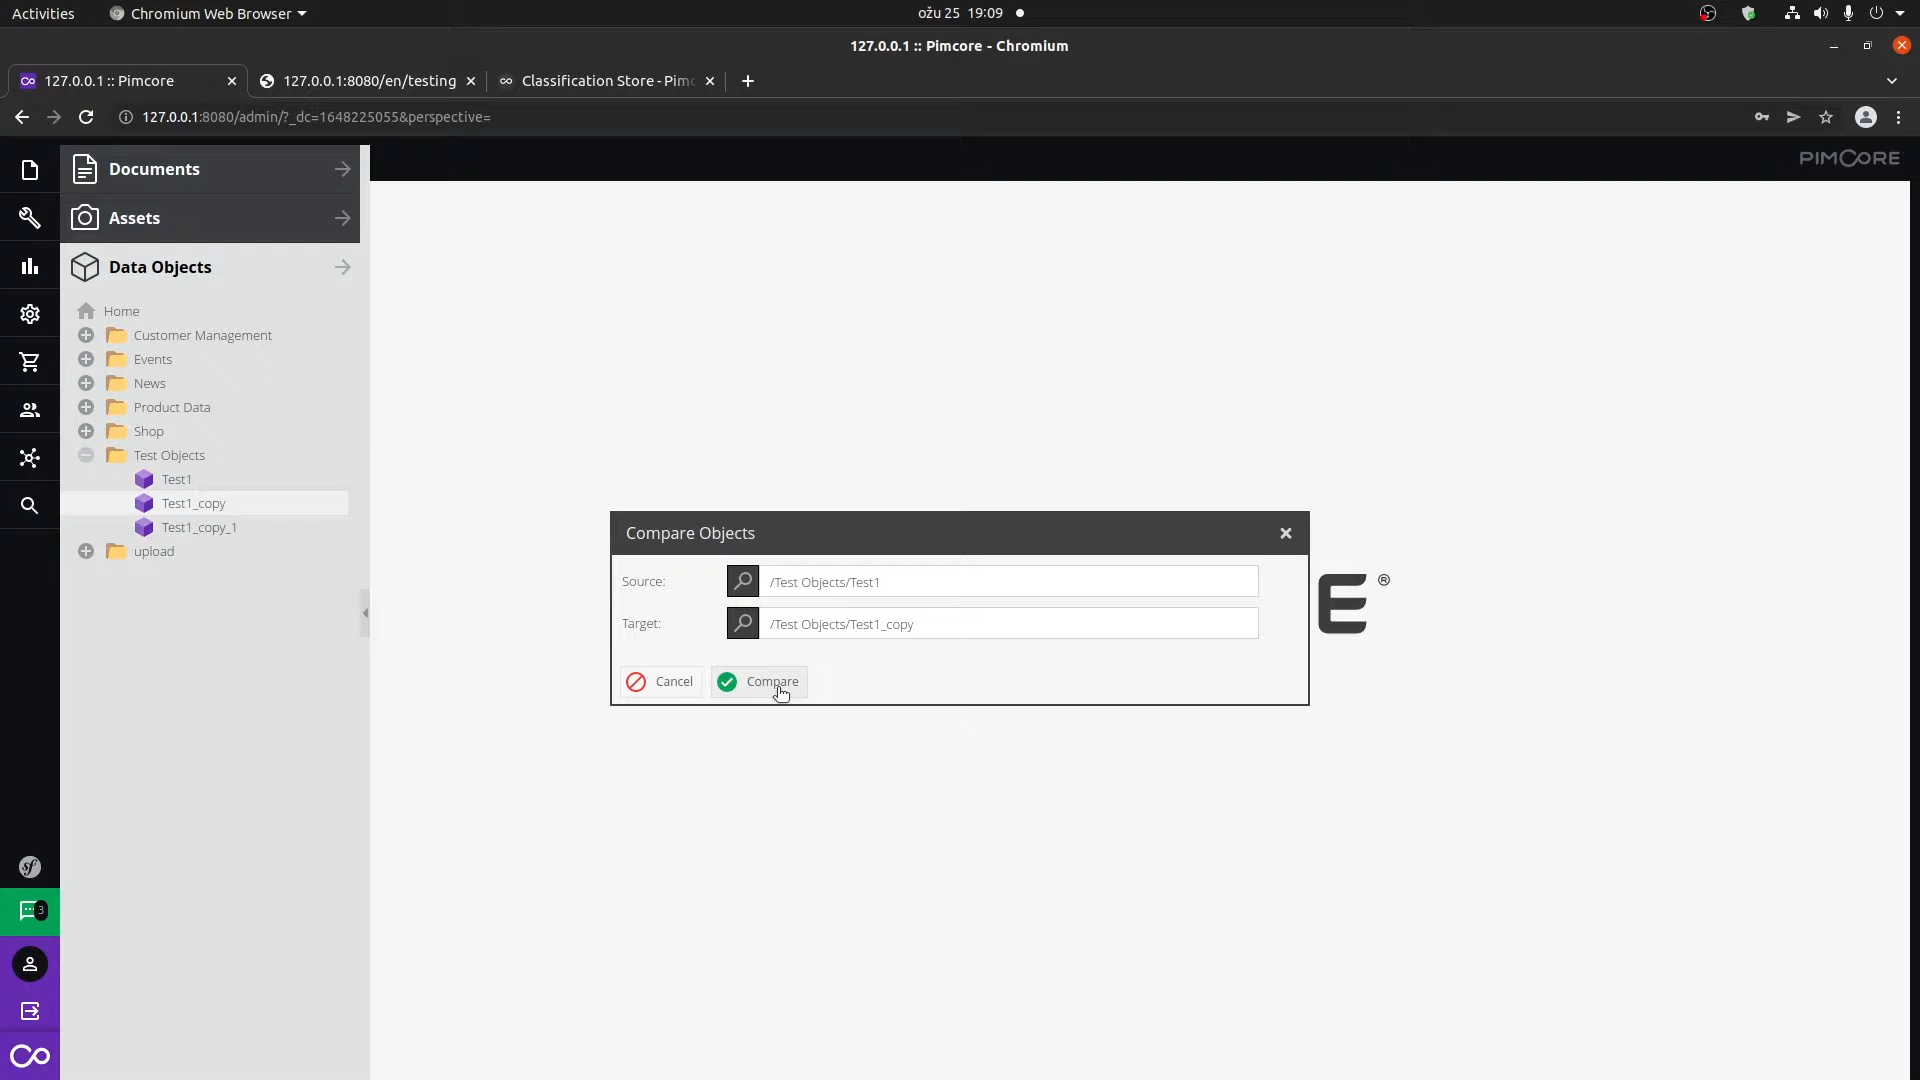 Activities
Chromium Web Browser
ožu 25 19:09
127.0.0.1 :: Pimcore - Chromium
127.0.0.1 :: Pimcore
127.0.0.1:8080/en/testing
Classification Store - Pimc
127.0.0.1:8080/admin/?_dc=1648225055&perspective=
PIMCORE
Documents
Assets
Data Objects
Home
Customer Management
Events
News
Product Data
Shop
Test Objects
Test1
Test1_copy
Test1_copy_1
upload
Compare Objects
Source:
/Test Objects/Test1
Target:
/Test Objects/Test1_copy
Cancel
Compare
E ®
sf
3